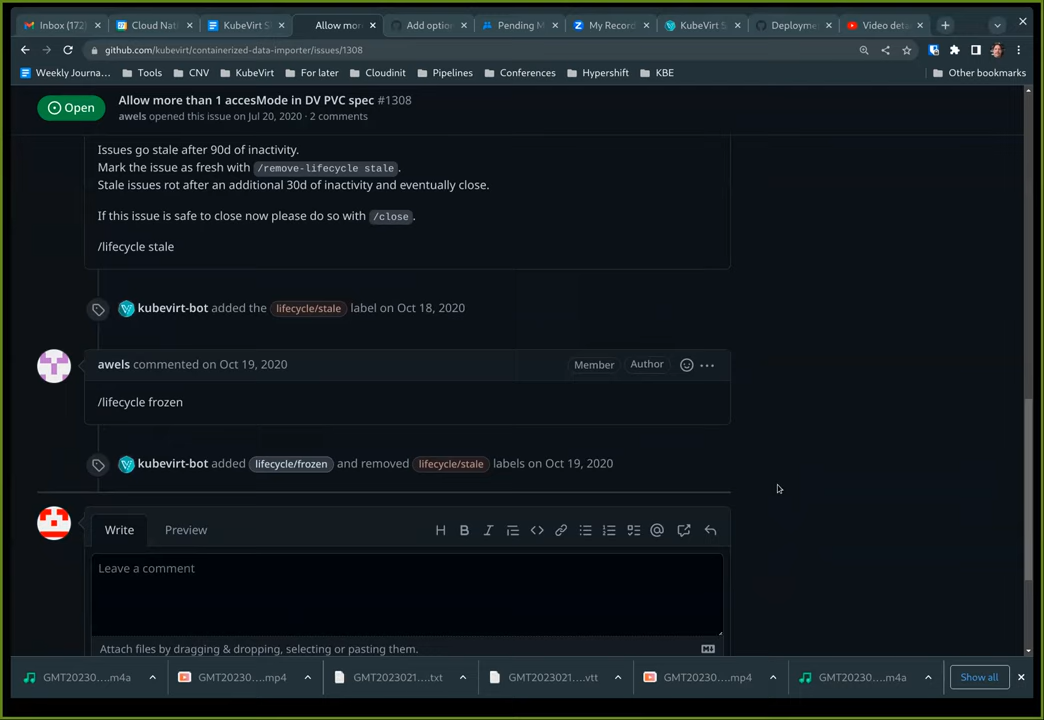 Inbox (172
Cloud Nat
KubeVirt S
Allow mor
Add optio
Pending M
My Record
KubeVirt S
Deployme
Video deta
github.com/kubevirt/containerized-data-importer/issues/1308
Weekly Journa...
Tools
CNV
KubeVirt
For later
Cloudinit
Pipelines
Conferences
Hypershift
KBE
Other bookmarks
Open
Allow more than 1 accesMode in DV PVC spec #1308
awels opened this issue on Jul 20, 2020 · 2 comments
Issues go stale after 90d of inactivity.
Mark the issue as fresh with /remove-lifecycle stale.
Stale issues rot after an additional 30d of inactivity and eventually close.
If this issue is safe to close now please do so with /close.
/lifecycle stale
kubevirt-bot added the lifecycle/stale label on Oct 18, 2020
awels commented on Oct 19, 2020
Member
Author
/lifecycle frozen
kubevirt-bot added lifecycle/frozen and removed lifecycle/stale labels on Oct 19, 2020
Write
Preview
Leave a comment
Attach files by dragging & dropping, selecting or pasting them.
GMT20230....m4a
GMT20230....mp4
GMT2023021....txt
GMT2023021....vtt
GMT20230....mp4
GMT20230....m4a
Show all